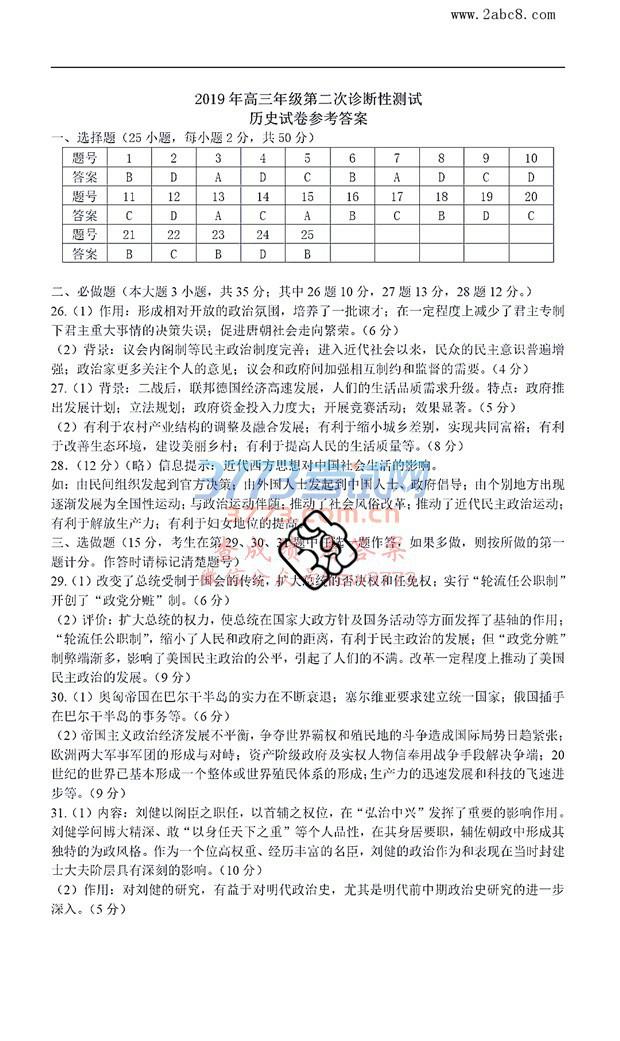 www.2abc8.com
2019 年高三年级第二次诊断性测试
历史试卷参考答案
一、选择题（25 小题，每小题 2 分，共 50 分）
题号 1 2 3 4 5 6 7 8 9 10
答案 B D A D C B A D C D
题号 11 12 13 14 15 16 17 18 19 20
答案 C D A C A B C B D C
题号 21 22 23 24 25
答案 B C B D B
二、必做题（本大题 3 小题，共 35 分；其中 26 题 10 分，27 题 13 分，28 题 12 分。）
26.（1）作用：形成相对开放的政治氛围，培养了一批谏才；在一定程度上减少了君主专制
下君主重大事情的决策失误；促进唐朝社会走向繁荣。（6 分）
（2）背景：议会内阁制等民主政治制度完善；进入近代社会以来，民众的民主意识普遍增
强；政治家更多关注个人的意见；议会和政府间加强相互制约和监督的需要。（4 分）
27.（1）背景：二战后，联邦德国经济高速发展，人们的生活品质需求升级。特点：政府推
出发展计划；立法规划；政府资金投入力度大；开展竞赛活动；效果显著。（5 分）
（2）有利于农村产业结构的调整及融合发展；有利于缩小城乡差别，实现共同富裕；有利
于改善生态环境，建设美丽乡村；有利于提高人民的生活质量等。（8 分）
28.（12 分）（略）信息提示：近代西方思想对中国社会生活的影响。
如：由民间组织发起到官方决策；由外国人士发起到中国人士、政府倡导；由个别地方出现
逐渐发展为全国性运动；与政治运动伴随；推动了社会风俗改革；推动了近代民主政治运动；
有利于解放生产力；有利于妇女地位的提高
三、选做题（15 分，考生在第 29、30、31 题中任选一题作答，如果多做，则按所做的第一
题计分。作答时请标记清楚题号）
29.（1）改变了总统受制于国会的传统，扩大总统的否决权和任免权；实行“轮流任公职制”
开创了“政党分赃”制。（6 分）
（2）评价：扩大总统的权力，使总统在国家大政方针及国务活动等方面发挥了基轴的作用；
“轮流任公职制”，缩小了人民和政府之间的距离，有利于民主政治的发展；但“政党分赃”
制弊端渐多，影响了美国民主政治的公平，引起了人们的不满。改革一定程度上推动了美国
民主政治的发展。（9 分）
30.（1）奥匈帝国在巴尔干半岛的实力在不断衰退；塞尔维亚要求建立统一国家；俄国插手
在巴尔干半岛的事务等。（6 分）
（2）帝国主义政治经济发展不平衡，争夺世界霸权和殖民地的斗争造成国际局势日趋紧张；
欧洲两大军事军团的形成与对峙；资产阶级政府及实权人物信奉用战争手段解决争端；20
世纪的世界已基本形成一个整体或世界殖民体系的形成；生产力的迅速发展和科技的飞速进
步等。（9 分）
31.（1）内容：刘健以阁臣之职任，以首辅之权位，在“弘治中兴”发挥了重要的影响作用。
刘健学问博大精深、敢“以身任天下之重”等个人品性，在其身居要职，辅佐朝政中形成其
独特的为政风格。作为一个位高权重、经历丰富的名臣，刘健的政治作为和表现在当时封建
士大夫阶层具有深刻的影响。（10 分）
（2）作用：对刘健的研究，有益于对明代政治史，尤其是明代前中期政治史研究的进一步
深入。（5 分）